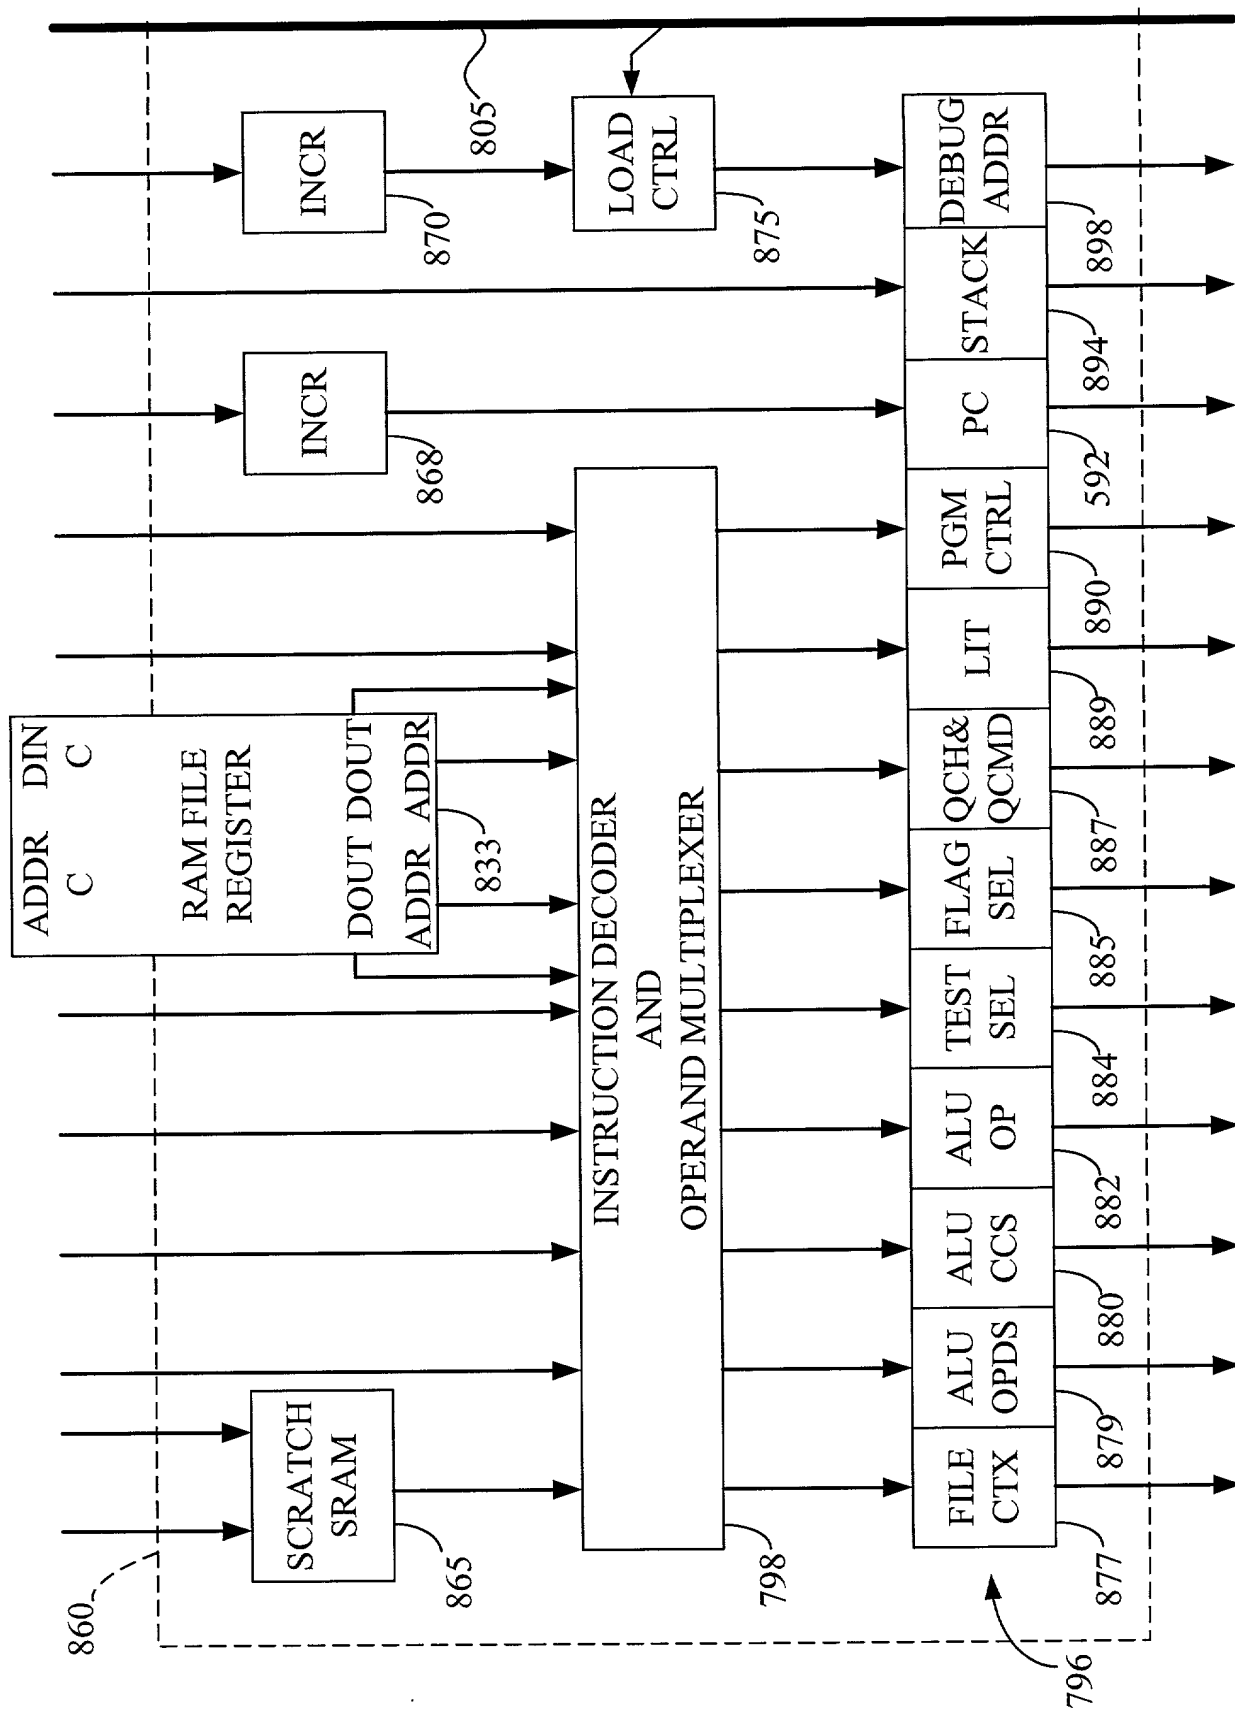 ADDR DIN
C C
860
RAM FILE
REGISTER
SCRATCH
SRAM
INCR
INCR
DOUT DOUT
ADDR ADDR
865
833
868
870
805
INSTRUCTION DECODER
AND
OPERAND MULTIPLEXER
LOAD
CTRL
798
875
FILE
CTX
ALU
OPDS
ALU
CCS
ALU
OP
TEST
SEL
FLAG
SEL
QCH&
QCMD
LIT
PGM
CTRL
PC
STACK
DEBUG
ADDR
796
877
879
880
882
884
885
887
889
890
592
894
898